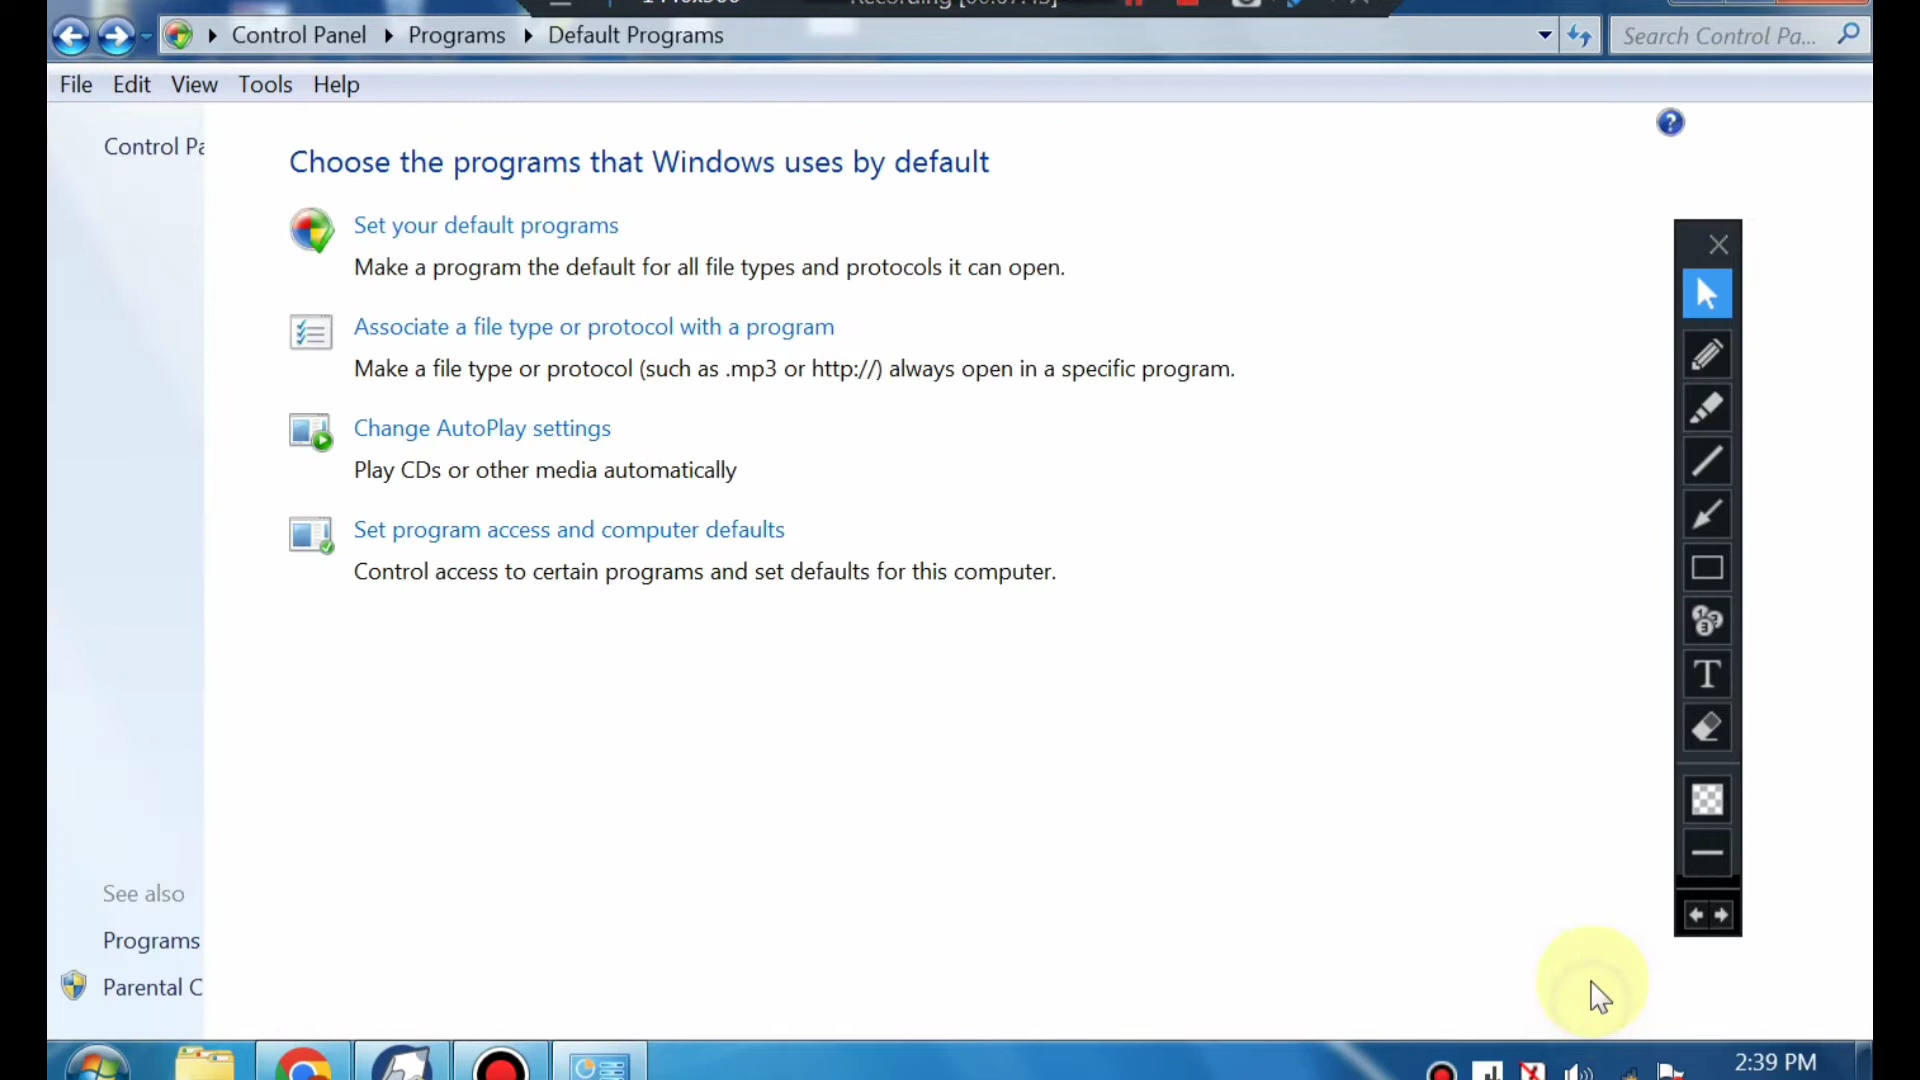 Control Panel Programs Default Programs
Search Control Pa...
File Edit View Tools Help
Control Pa
Choose the programs that Windows uses by default
Set your default programs
Make a program the default for all file types and protocols it can open.
Associate a file type or protocol with a program
Make a file type or protocol (such as .mp3 or http://) always open in a specific program.
Change AutoPlay settings
Play CDs or other media automatically
Set program access and computer defaults
Control access to certain programs and set defaults for this computer.
See also
Programs
Parental C
T
2:39 PM